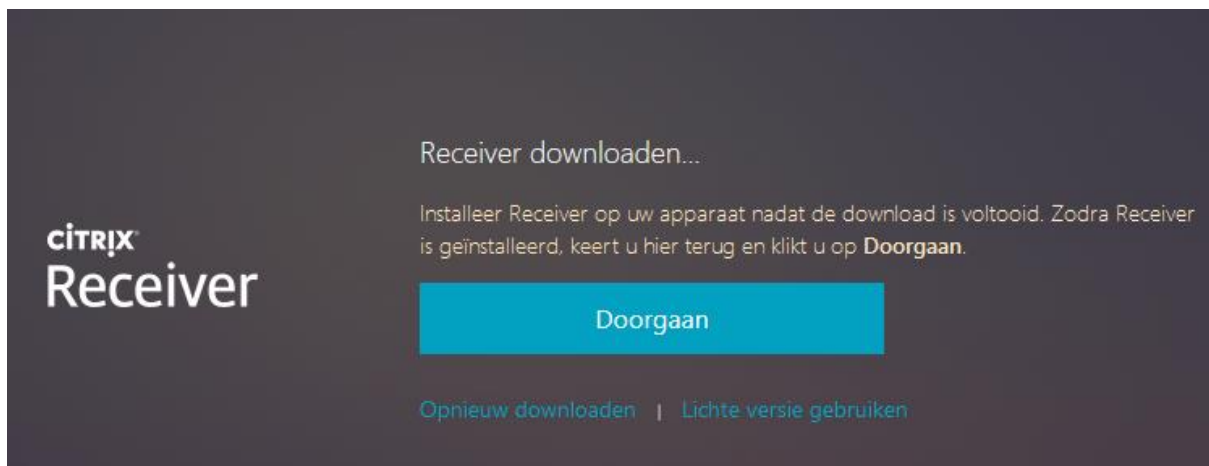 Receiver downloaden...
Installeer Receiver op uw apparaat nadat de download is voltooid. Zodra Receiver
is geïnstalleerd, keert u hier terug en klikt u op Doorgaan.
CITRIX
Receiver
Doorgaan
Opnieuw downloaden | Lichte versie gebruiken